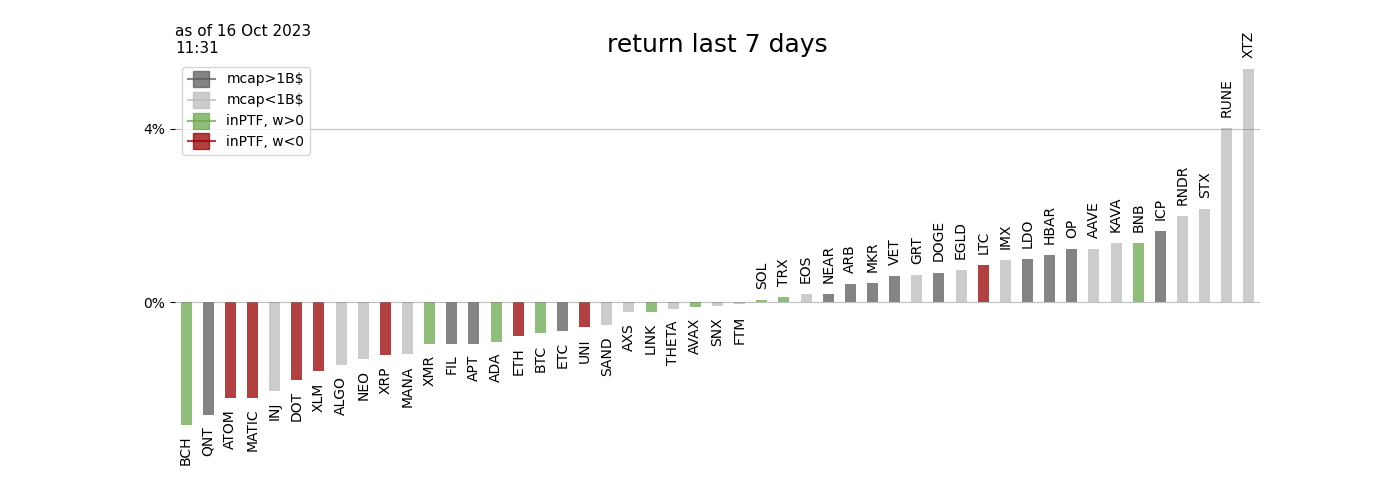 as of 16 Oct 2023
11:31
return last 7 days
mcap>1B$
mcap<1B$
inPTF, w>0
inPTF, w<0
4%
0%
BCH
QNT
ATOM
MATIC
INJ
DOT
XLM
ALGO
NEO
XRP
MANA
XMR
FIL
APT
ADA
ETH
BTC
ETC
UNI
SAND
AXS
LINK
THETA
AVAX
SNX
FTM
SOL
TRX
EOS
NEAR
ARB
MKR
VET
GRT
DOGE
EGLD
LTC
IMX
LDO
HBAR
OP
AAVE
KAVA
BNB
ICP
RNDR
STX
RUNE
XTZ